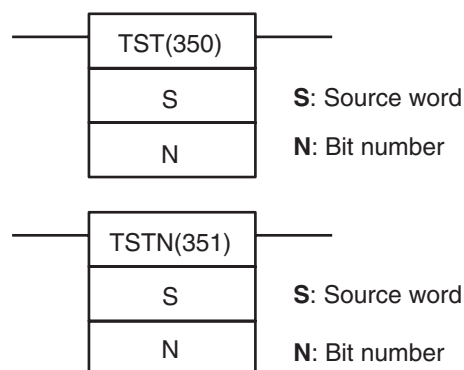 TST(350)
S
S: Source word
N
N: Bit number
TSTN(351)
S
S: Source word
N
N: Bit number